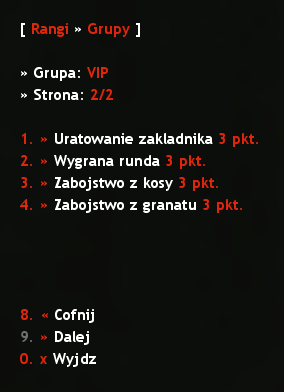 [ Rangi » Grupy ]
» Grupa: VIP
» Strona: 2/2
1. » Uratowanie zakladnika 3 pkt.
2. » Wygrana runda 3 pkt.
3. » Zabojstwo z kosy 3 pkt.
4. » Zabojstwo z granatu 3 pkt.
8. « Cofnij
9. » Dalej
0. x Wyjdz